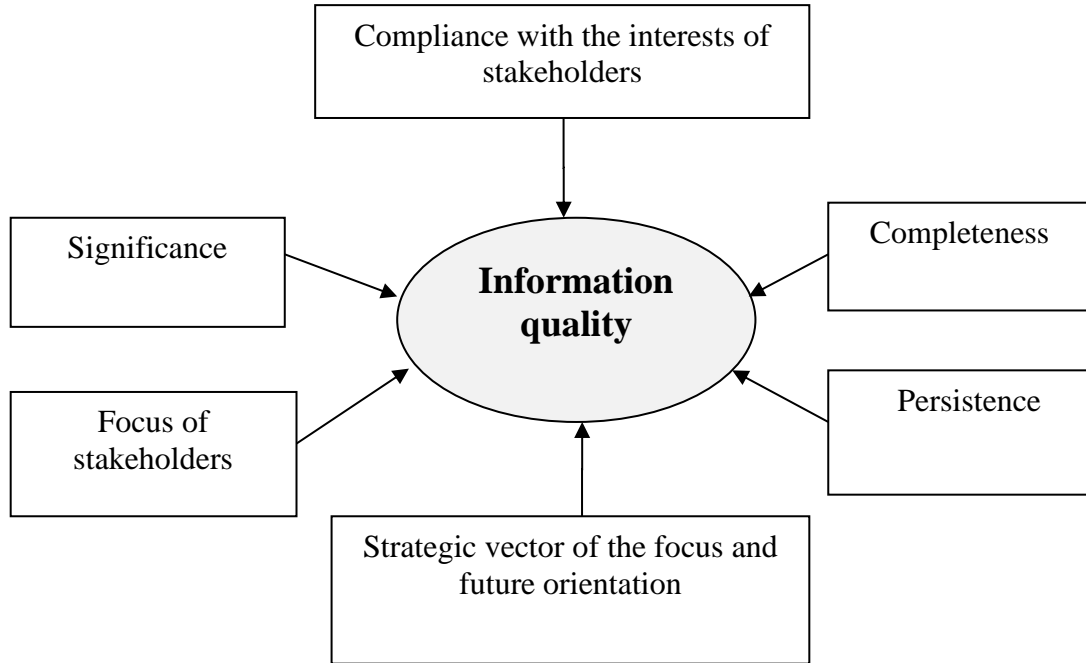 Compliance with the interests of
stakeholders
Significance
Completeness
Information
quality
Focus of
stakeholders
Persistence
Strategic vector of the focus and
future orientation